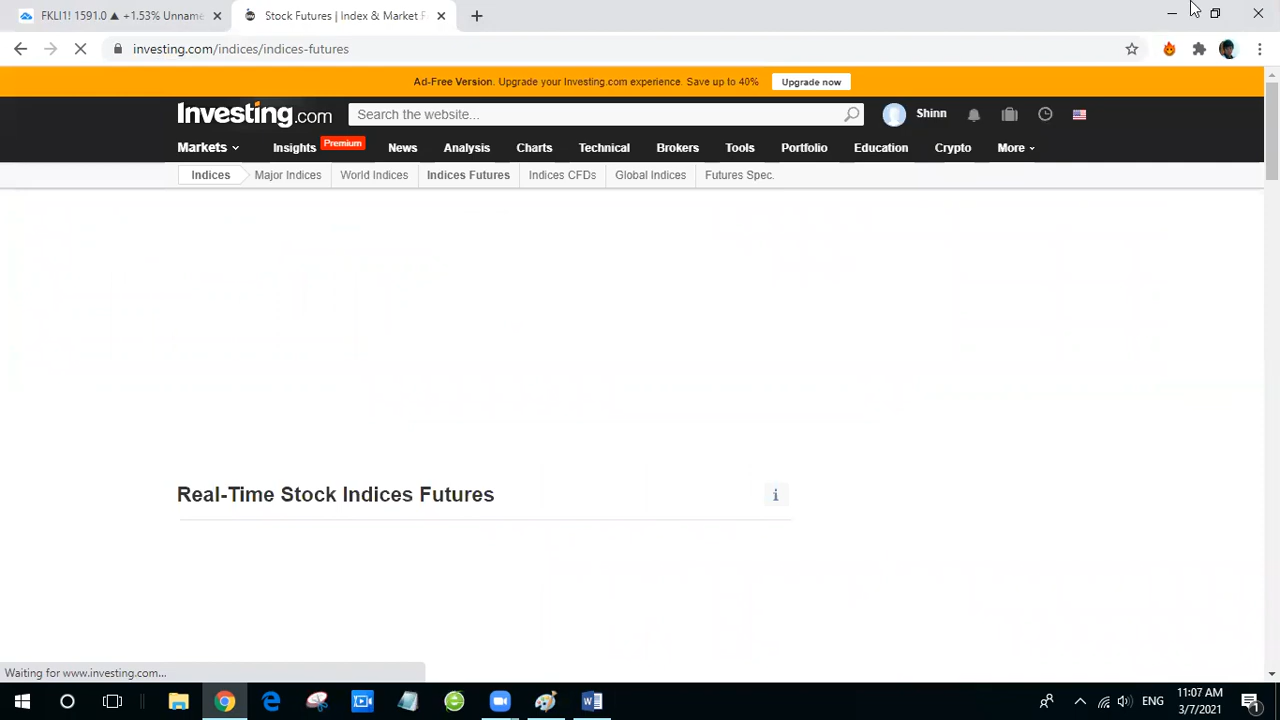 FKLI1! 1591.0 ▲ +1.53% Unname
Stock Futures | Index & Market F
investing.com/indices/indices-futures
Ad-Free Version. Upgrade your Investing.com experience. Save up to 40% Upgrade now
Investing.com Search the website... Shinn
Markets Insights Premium News Analysis Charts Technical Brokers Tools Portfolio Education Crypto More
Indices Major Indices World Indices Indices Futures Indices CFDs Global Indices Futures Spec.
Real-Time Stock Indices Futures i
Waiting for www.investing.com...
ENG 11:07 AM
3/7/2021 1